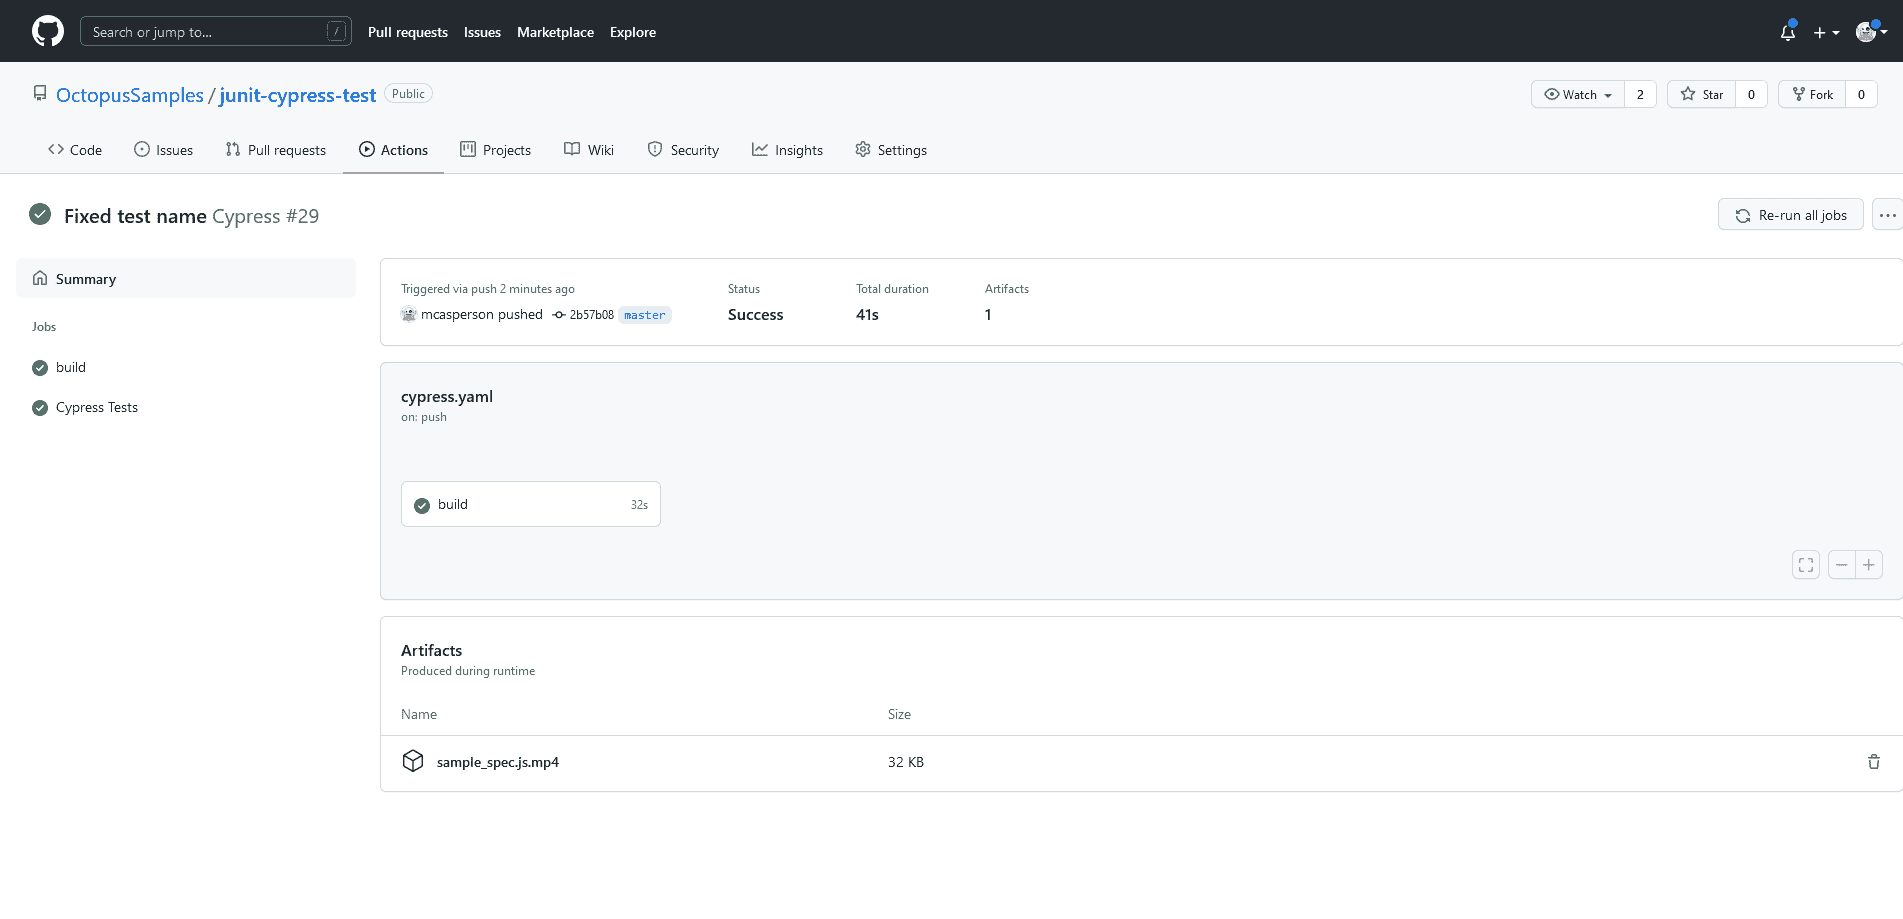 Search or jump to... /
Pull requests Issues Marketplace Explore
OctopusSamples / junit-cypress-test Public
Watch 2 Star 0 Fork 0
Code Issues Pull requests Actions Projects Wiki Security Insights Settings
Fixed test name Cypress #29
Re-run all jobs
Summary
Jobs
build
Cypress Tests
Triggered via push 2 minutes ago
mcasperson pushed 2b57b08 master
Status
Success
Total duration
41s
Artifacts
1
cypress.yaml
on: push
build 32s
Artifacts
Produced during runtime
Name Size
sample_spec.js.mp4 32 KB